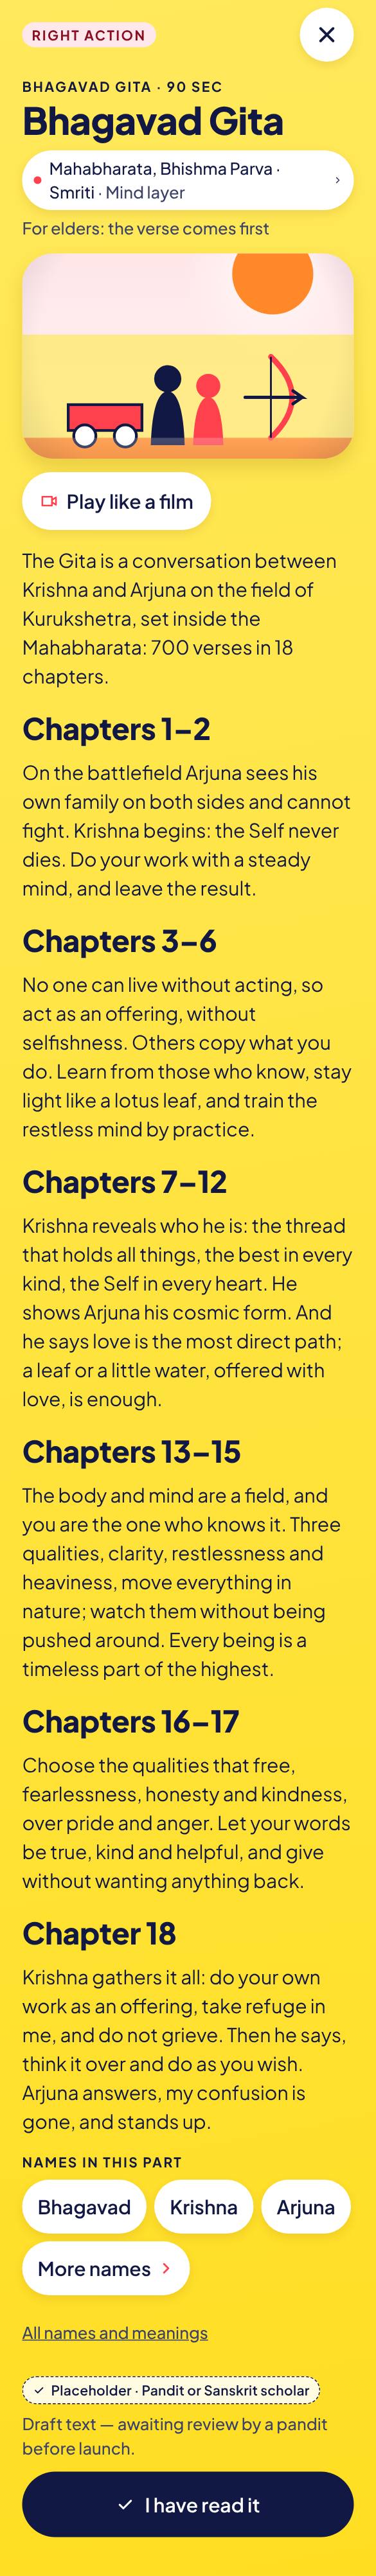 RIGHT ACTION
BHAGAVAD GITA · 90 SEC
Bhagavad Gita
Mahabharata, Bhishma Parva ·
Smriti · Mind layer
For elders: the verse comes first
Play like a film
The Gita is a conversation between
Krishna and Arjuna on the field of
Kurukshetra, set inside the
Mahabharata: 700 verses in 18
chapters.
Chapters 1–2
On the battlefield Arjuna sees his
own family on both sides and cannot
fight. Krishna begins: the Self never
dies. Do your work with a steady
mind, and leave the result.
Chapters 3–6
No one can live without acting, so
act as an offering, without
selfishness. Others copy what you
do. Learn from those who know, stay
light like a lotus leaf, and train the
restless mind by practice.
Chapters 7–12
Krishna reveals who he is: the thread
that holds all things, the best in every
kind, the Self in every heart. He
shows Arjuna his cosmic form. And
he says love is the most direct path;
a leaf or a little water, offered with
love, is enough.
Chapters 13–15
The body and mind are a field, and
you are the one who knows it. Three
qualities, clarity, restlessness and
heaviness, move everything in
nature; watch them without being
pushed around. Every being is a
timeless part of the highest.
Chapters 16–17
Choose the qualities that free,
fearlessness, honesty and kindness,
over pride and anger. Let your words
be true, kind and helpful, and give
without wanting anything back.
Chapter 18
Krishna gathers it all: do your own
work as an offering, take refuge in
me, and do not grieve. Then he says,
think it over and do as you wish.
Arjuna answers, my confusion is
gone, and stands up.
NAMES IN THIS PART
Bhagavad Krishna Arjuna
More names
All names and meanings
Placeholder · Pandit or Sanskrit scholar
Draft text — awaiting review by a pandit
before launch.
I have read it